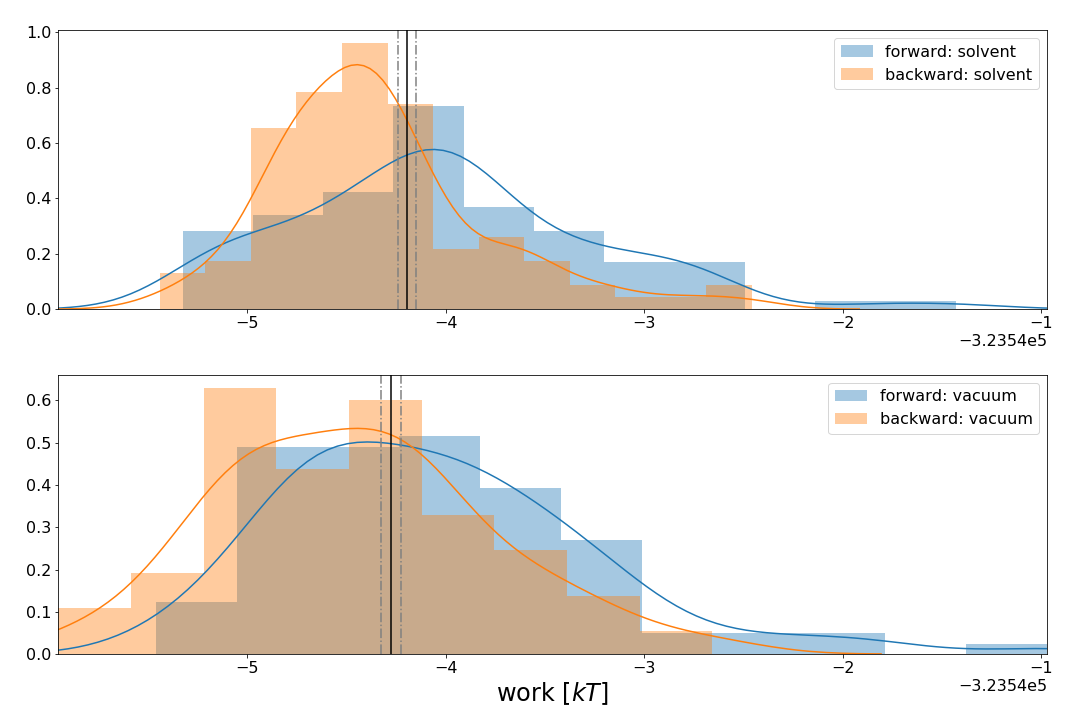 1.0
0.8
0.6
0.4
0.2
0.0
forward: solvent
backward: solvent
−5 −4 −3 −2 −1
−3.2354e5
0.6
0.5
0.4
0.3
0.2
0.1
0.0
forward: vacuum
backward: vacuum
−5 −4 −3 −2 −1
−3.2354e5
work [kT]